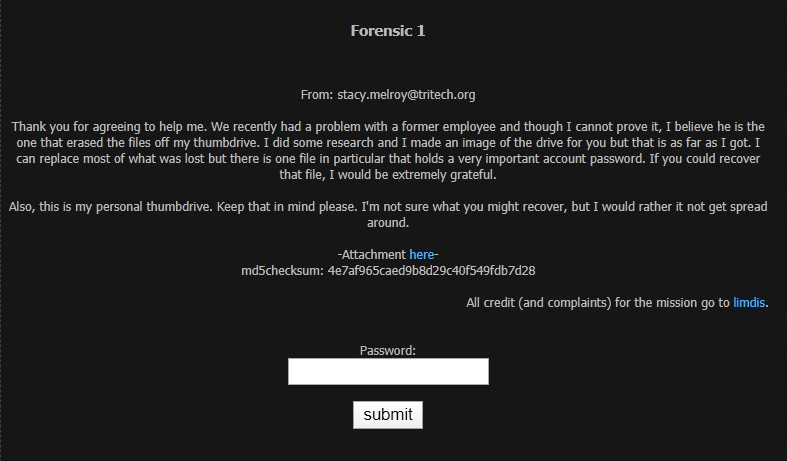 Forensic 1
From: stacy.melroy@tritech.org
Thank you for agreeing to help me. We recently had a problem with a former employee and though I cannot prove it, I believe he is the
one that erased the files off my thumbdrive. I did some research and I made an image of the drive for you but that is as far as I got. I
can replace most of what was lost but there is one file in particular that holds a very important account password. If you could recover
that file, I would be extremely grateful.
Also, this is my personal thumbdrive. Keep that in mind please. I'm not sure what you might recover, but I would rather it not get spread
around.
-Attachment here-
md5checksum: 4e7af965caed9b8d29c40f549fdb7d28
All credit (and complaints) for the mission go to limdis.
Password:
submit